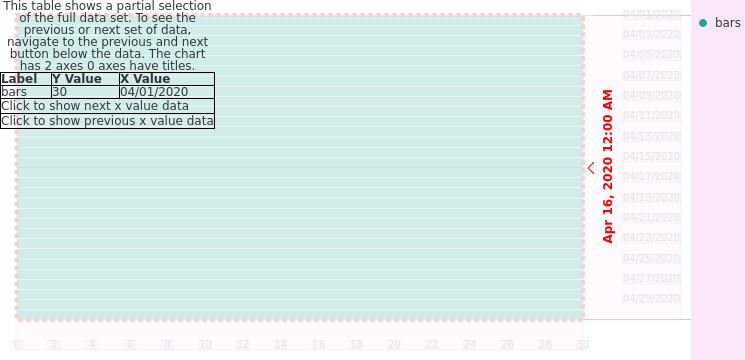 This table shows a partial selection
of the full data set. To see the
previous or next set of data,
navigate to the previous and next
button below the data. The chart
has 2 axes 0 axes have titles.
Label Y Value X Value
bars 30 04/01/2020
Click to show next x value data
Click to show previous x value data
bars
Apr 16, 2020 12:00 AM
04/01/2020
04/03/2020
04/05/2020
04/07/2020
04/09/2020
04/11/2020
04/13/2020
04/15/2020
04/17/2020
04/19/2020
04/21/2020
04/23/2020
04/25/2020
04/27/2020
04/29/2020
0 2 4 6 8 10 12 14 16 18 20 22 24 26 28 30